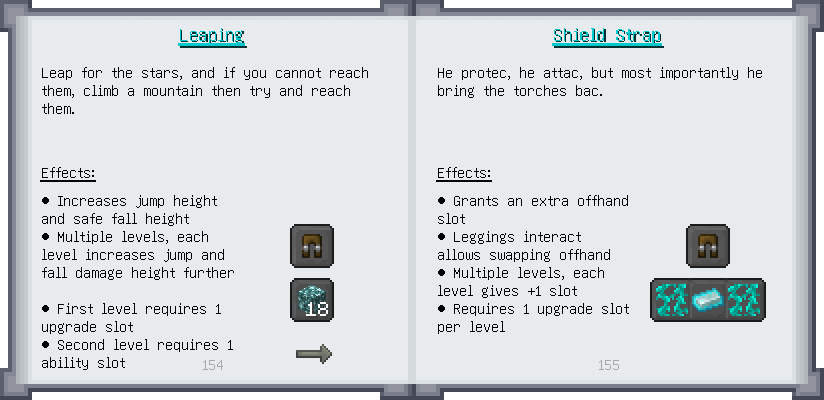 Leaping
Leap for the stars, and if you cannot reach
them, climb a mountain then try and reach
them.
Effects:
● Increases jump height
and safe fall height
● Multiple levels, each
level increases jump and
fall damage height further
● First level requires 1
upgrade slot
● Second level requires 1
ability slot
18
154
Shield Strap
He protec, he attac, but most importantly he
bring the torches bac.
Effects:
● Grants an extra offhand
slot
● Leggings interact
allows swapping offhand
● Multiple levels, each
level gives +1 slot
● Requires 1 upgrade slot
per level
155